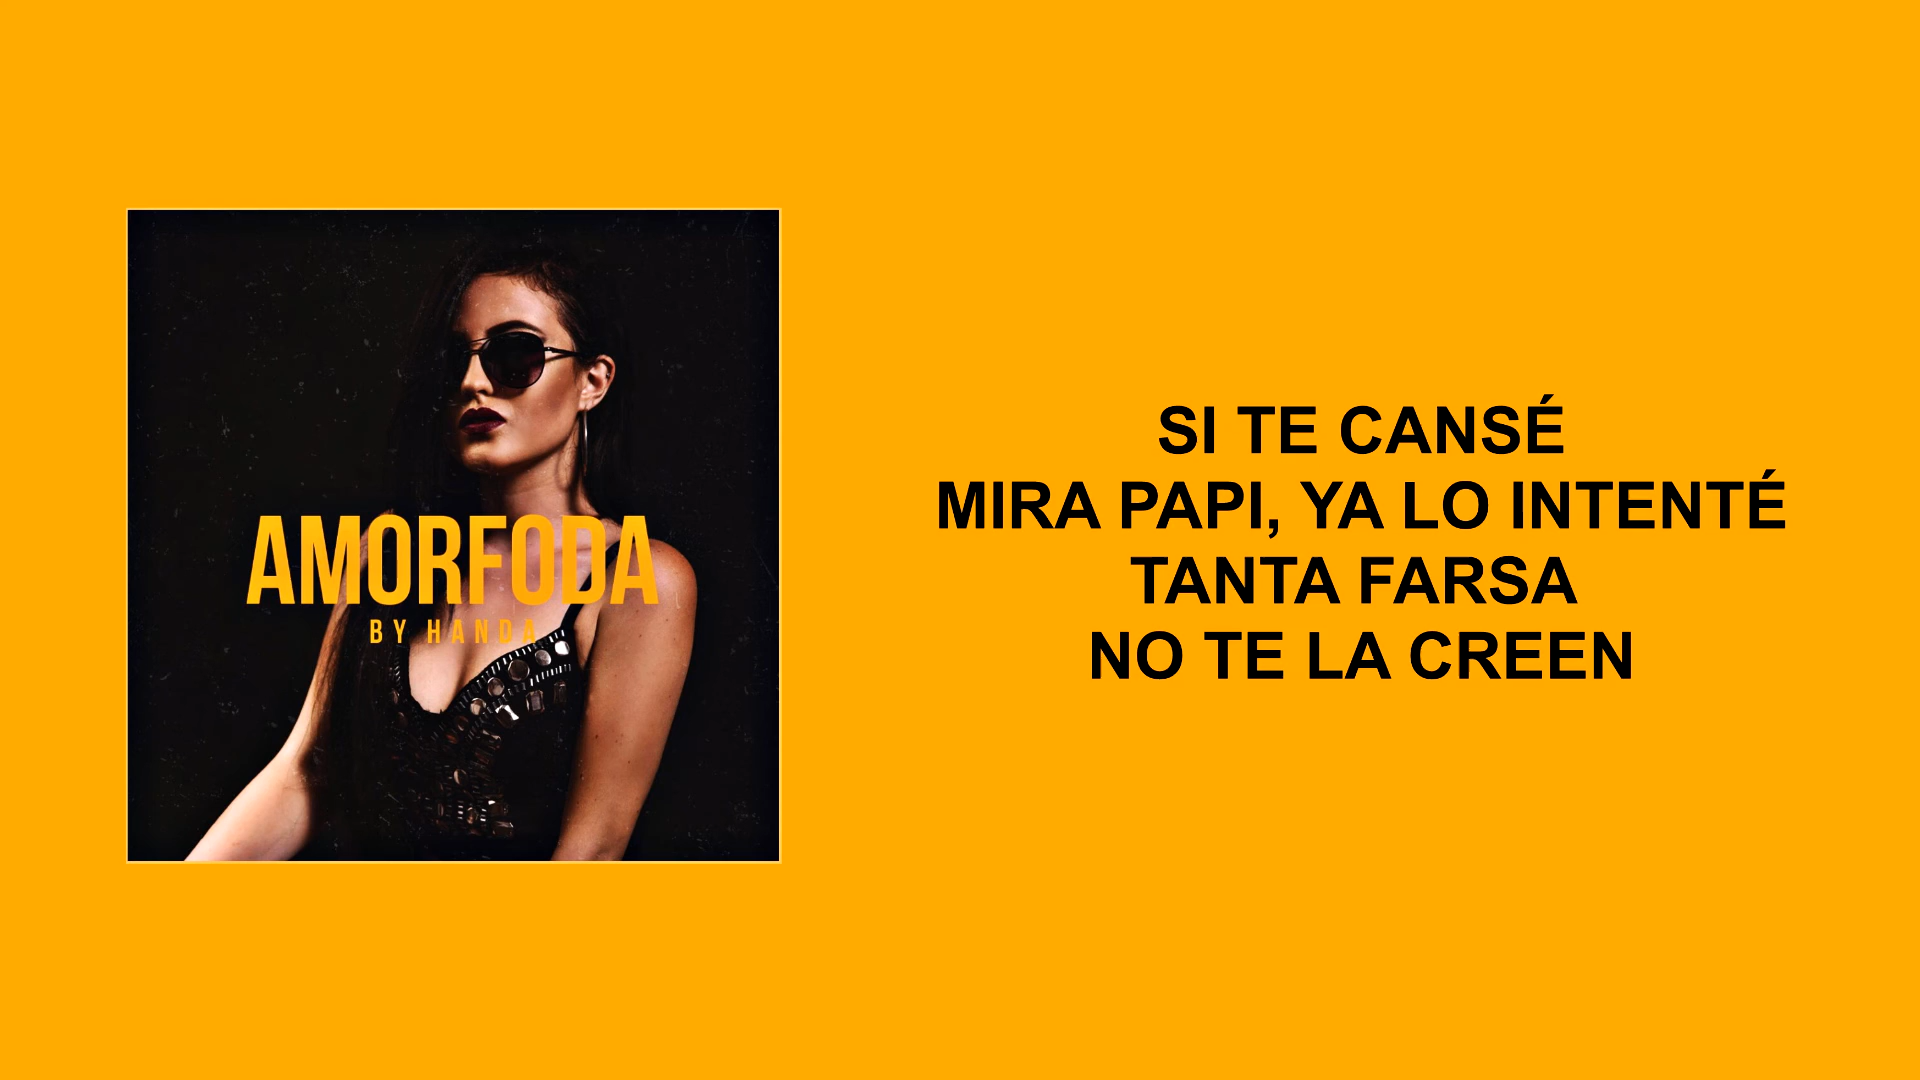 AMORFODA
BY HANDA
SI TE CANSÉ
MIRA PAPI, YA LO INTENTÉ
TANTA FARSA
NO TE LA CREEN